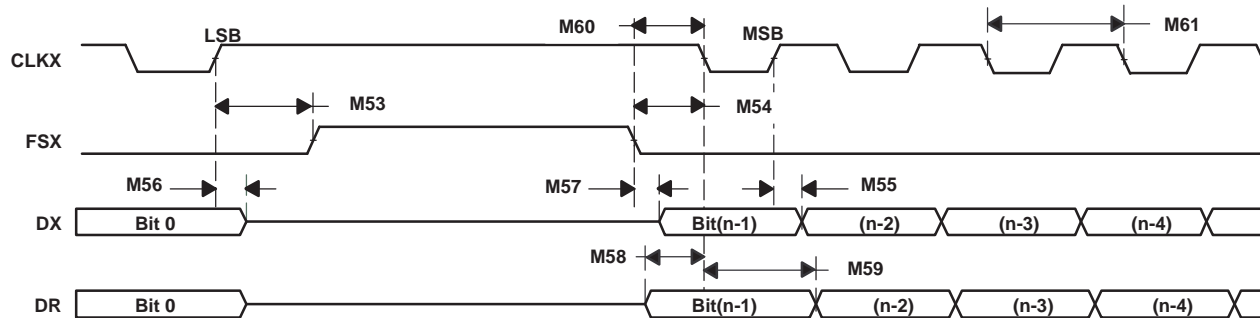 LSB
M60
MSB
M61
CLKX
M53
M54
FSX
M56
M57
M55
DX
Bit 0
Bit(n-1)
(n-2)
(n-3)
(n-4)
M58
M59
DR
Bit 0
Bit(n-1)
(n-2)
(n-3)
(n-4)